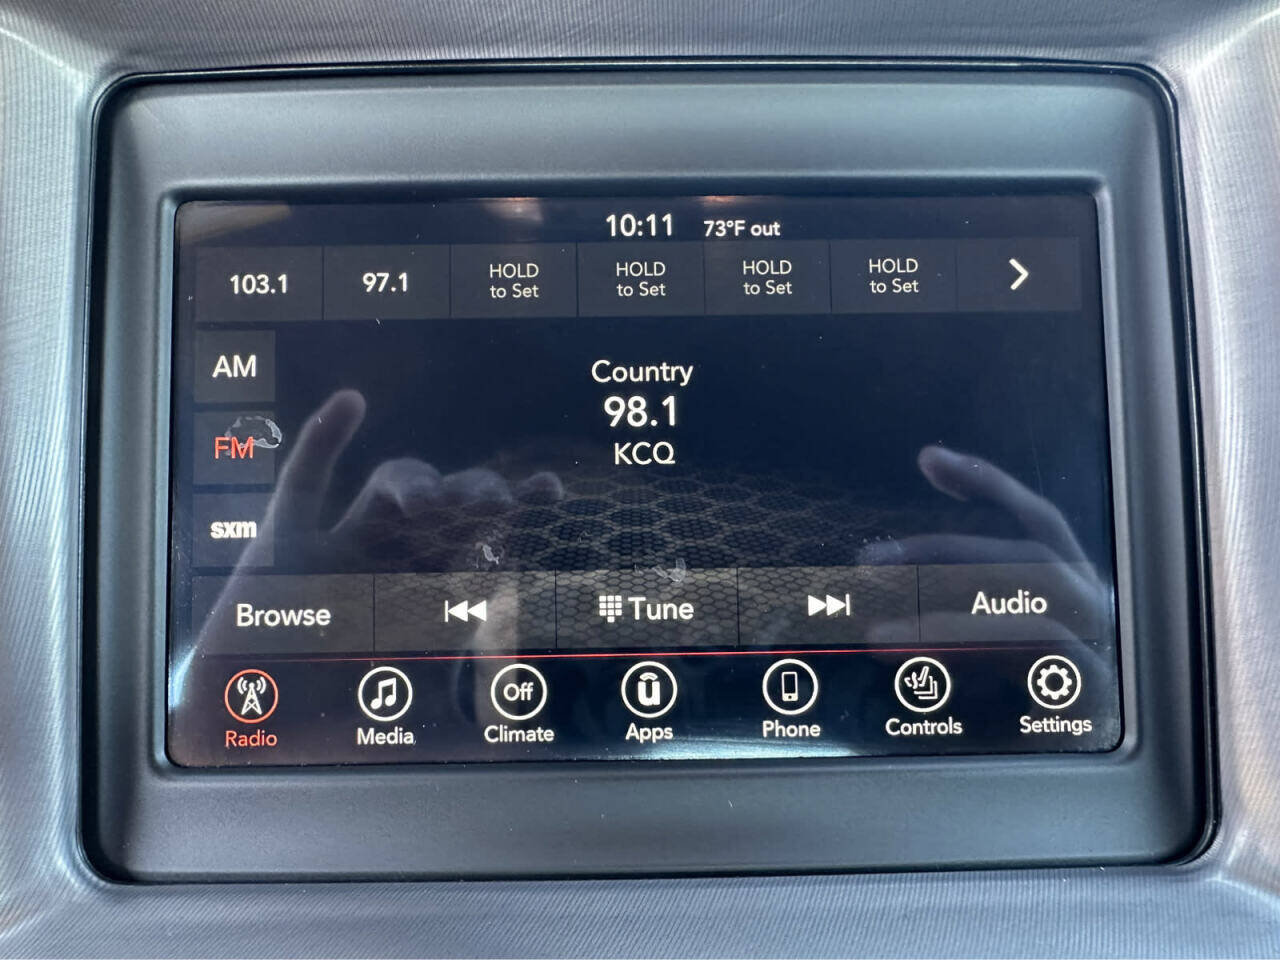 10:11 73°F out
103.1 97.1 HOLD to Set HOLD to Set HOLD to Set HOLD to Set
AM
Country
98.1
KCQ
FM
sxm
Browse Tune Audio
Off
Radio Media Climate Apps Phone Controls Settings